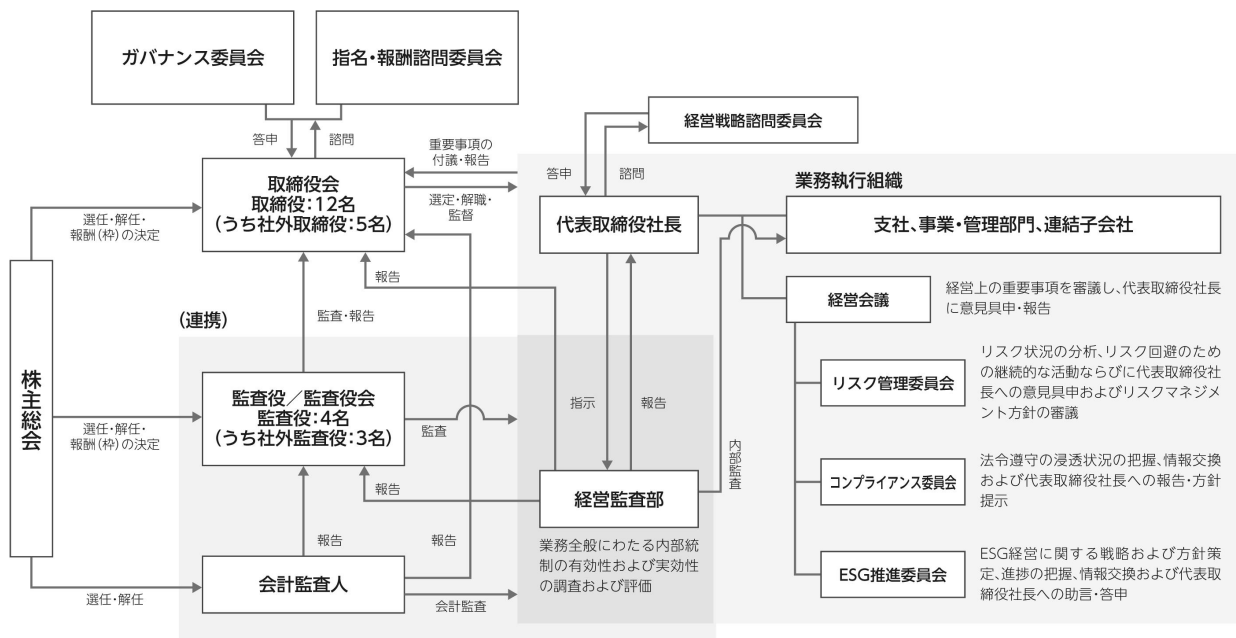 ガバナンス委員会
指名・報酬諮問委員会
答申
諮問
経営戦略諮問委員会
答申
諮問
重要事項の
付議・報告
選定・解職・
監督
取締役会
取締役:12名
(うち社外取締役:5名)
選任・解任・
報酬(枠)の決定
業務執行組織
代表取締役社長
支社、事業・管理部門、連結子会社
報告
経営会議
経営上の重要事項を審議し、代表取締役社長
に意見具申・報告
監査・報告
(連携)
株主総会
監査役/監査役会
監査役:4名
(うち社外監査役:3名)
選任・解任・
報酬(枠)の決定
監査
指示
報告
内部監査
リスク管理委員会
リスク状況の分析、リスク回避のため
の継続的な活動ならびに代表取締役社
長への意見具申およびリスクマネジメ
ント方針の審議
報告
経営監査部
業務全般にわたる内部統
制の有効性および実効性
の調査および評価
コンプライアンス委員会
法令遵守の浸透状況の把握、情報交換
および代表取締役社長への報告・方針
提示
報告
報告
会計監査人
選任・解任
会計監査
ESG推進委員会
ESG経営に関する戦略および方針策
定、進捗の把握、情報交換および代表取
締役社長への助言・答申